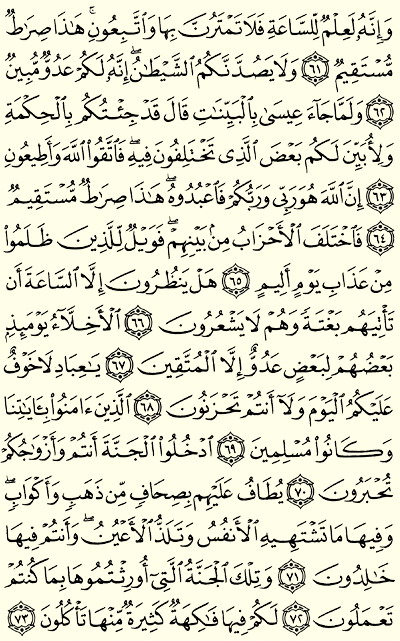 وَإِنَّهُۥ لَعِلْمٌ لِّلسَّاعَةِ فَلَا تَمْتَرُنَّ بِهَا وَٱتَّبِعُونِ ۚ هَـٰذَا صِرَٰطٌ
مُّسْتَقِيمٌ ٦١ وَلَا يَصُدَّنَّكُمُ ٱلشَّيْطَـٰنُ ۖ إِنَّهُۥ لَكُمْ عَدُوٌّ مُّبِينٌ
٦٢ وَلَمَّا جَآءَ عِيسَىٰ بِٱلْبَيِّنَـٰتِ قَالَ قَدْ جِئْتُكُم بِٱلْحِكْمَةِ
وَلِأُبَيِّنَ لَكُم بَعْضَ ٱلَّذِى تَخْتَلِفُونَ فِيهِ ۖ فَٱتَّقُوا۟ ٱللَّهَ وَأَطِيعُونِ
٦٣ إِنَّ ٱللَّهَ هُوَ رَبِّى وَرَبُّكُمْ فَٱعْبُدُوهُ ۚ هَـٰذَا صِرَٰطٌ مُّسْتَقِيمٌ
٦٤ فَٱخْتَلَفَ ٱلْأَحْزَابُ مِنۢ بَيْنِهِمْ ۖ فَوَيْلٌ لِّلَّذِينَ ظَلَمُوا۟
مِنْ عَذَابِ يَوْمٍ أَلِيمٍ ٦٥ هَلْ يَنظُرُونَ إِلَّا ٱلسَّاعَةَ أَن
تَأْتِيَهُم بَغْتَةً وَهُمْ لَا يَشْعُرُونَ ٦٦ ٱلْأَخِلَّآءُ يَوْمَئِذٍۭ
بَعْضُهُمْ لِبَعْضٍ عَدُوٌّ إِلَّا ٱلْمُتَّقِينَ ٦٧ يَـٰعِبَادِ لَا خَوْفٌ
عَلَيْكُمُ ٱلْيَوْمَ وَلَآ أَنتُمْ تَحْزَنُونَ ٦٨ ٱلَّذِينَ ءَامَنُوا۟ بِـَٔايَـٰتِنَا
وَكَانُوا۟ مُسْلِمِينَ ٦٩ ٱدْخُلُوا۟ ٱلْجَنَّةَ أَنتُمْ وَأَزْوَٰجُكُمْ
تُحْبَرُونَ ٧٠ يُطَافُ عَلَيْهِم بِصِحَافٍ مِّن ذَهَبٍ وَأَكْوَابٍ ۖ
وَفِيهَا مَا تَشْتَهِيهِ ٱلْأَنفُسُ وَتَلَذُّ ٱلْأَعْيُنُ ۖ وَأَنتُمْ فِيهَا
خَـٰلِدُونَ ٧١ وَتِلْكَ ٱلْجَنَّةُ ٱلَّتِىٓ أُورِثْتُمُوهَا بِمَا كُنتُمْ
تَعْمَلُونَ ٧٢ لَكُمْ فِيهَا فَـٰكِهَةٌ كَثِيرَةٌ مِّنْهَا تَأْكُلُونَ ٧٣